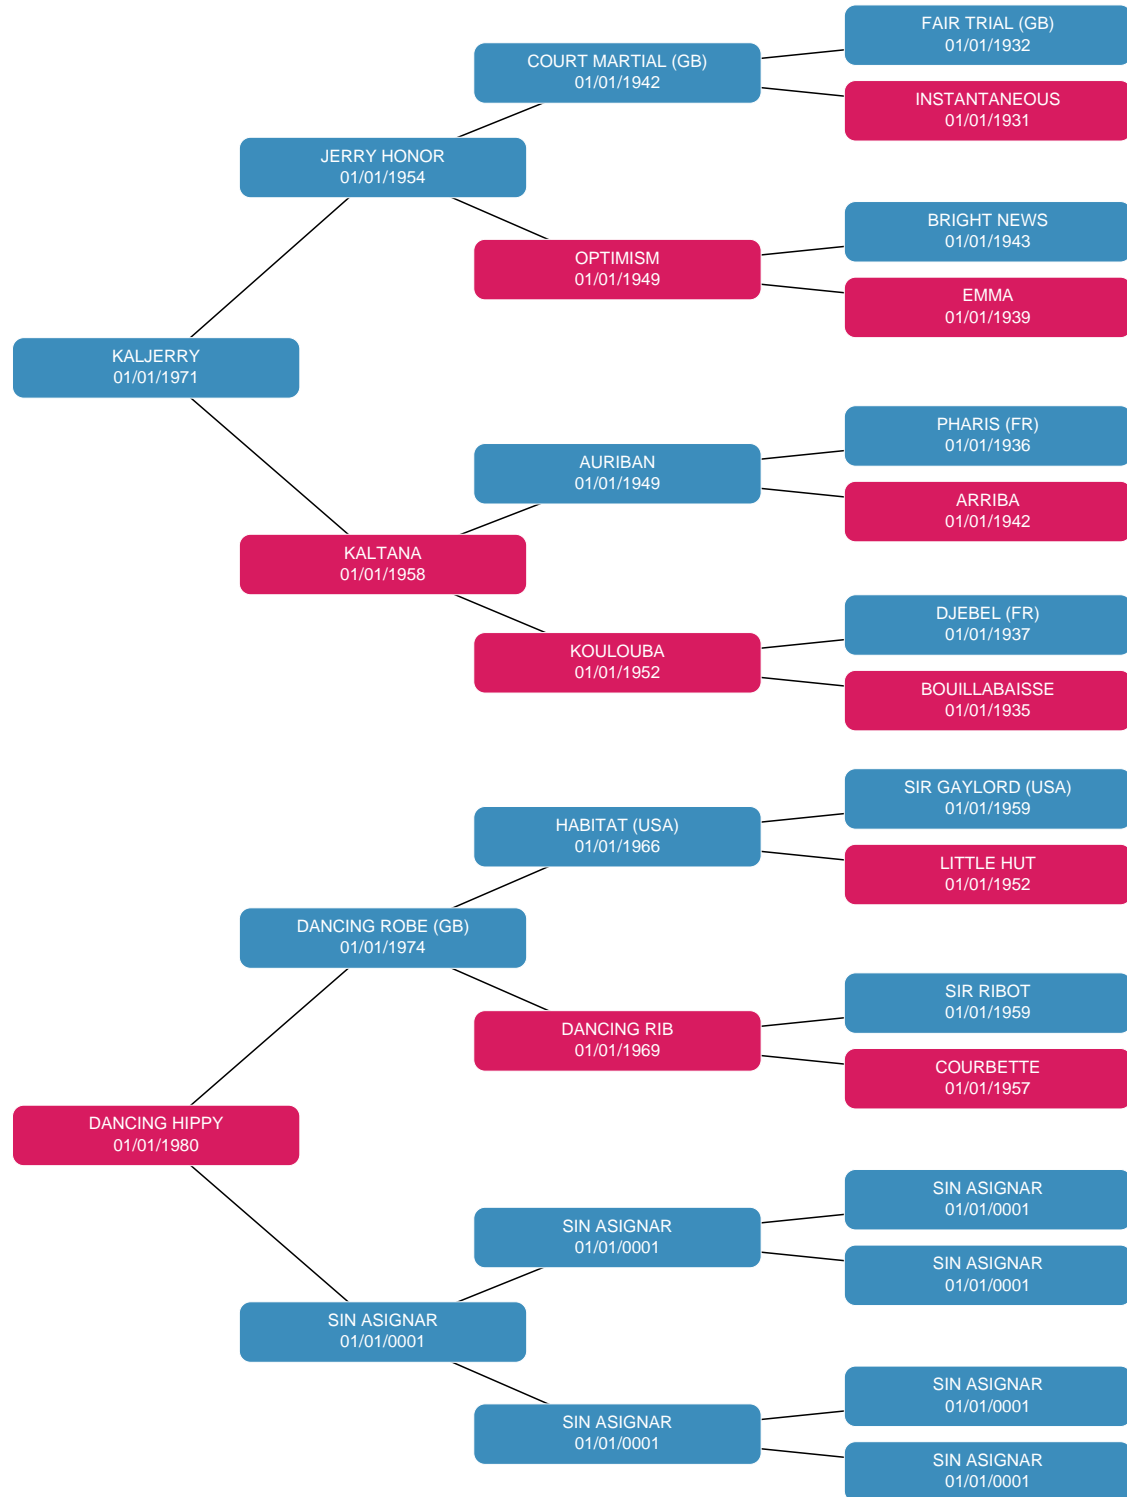 FAIR TRIAL (GB)
01/01/1932
COURT MARTIAL (GB)
01/01/1942
INSTANTANEOUS
01/01/1931
JERRY HONOR
01/01/1954
BRIGHT NEWS
01/01/1943
OPTIMISM
01/01/1949
EMMA
01/01/1939
KALJERRY
01/01/1971
PHARIS (FR)
01/01/1936
AURIBAN
01/01/1949
ARRIBA
01/01/1942
KALTANA
01/01/1958
DJEBEL (FR)
01/01/1937
KOULOUBA
01/01/1952
BOUILLABAISSE
01/01/1935
SIR GAYLORD (USA)
01/01/1959
HABITAT (USA)
01/01/1966
LITTLE HUT
01/01/1952
DANCING ROBE (GB)
01/01/1974
SIR RIBOT
01/01/1959
DANCING RIB
01/01/1969
COURBETTE
01/01/1957
DANCING HIPPY
01/01/1980
SIN ASIGNAR
01/01/0001
SIN ASIGNAR
01/01/0001
SIN ASIGNAR
01/01/0001
SIN ASIGNAR
01/01/0001
SIN ASIGNAR
01/01/0001
SIN ASIGNAR
01/01/0001
SIN ASIGNAR
01/01/0001